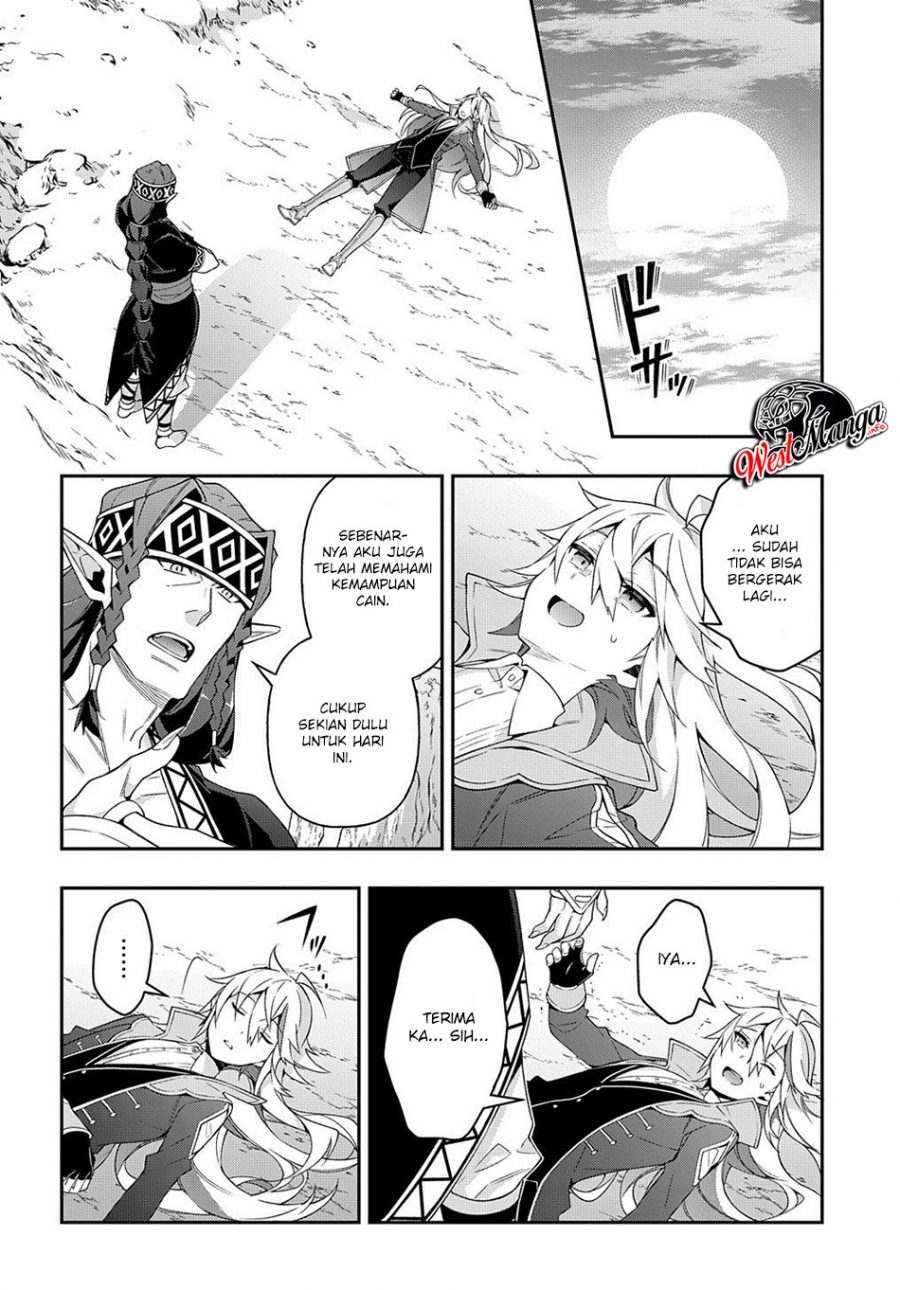 ドサッ
WestManga
.info
AKU
... SUDAH
TIDAK BISA
BERGERAK
LAGI...
SEBENAR-
NYA AKU JUGA
TELAH MEMAHAMI
KEMAMPUAN
CAIN.
CUKUP
SEKIAN DULU
UNTUK HARI
INI.
IYA...
TERIMA
KA... SIH...
......